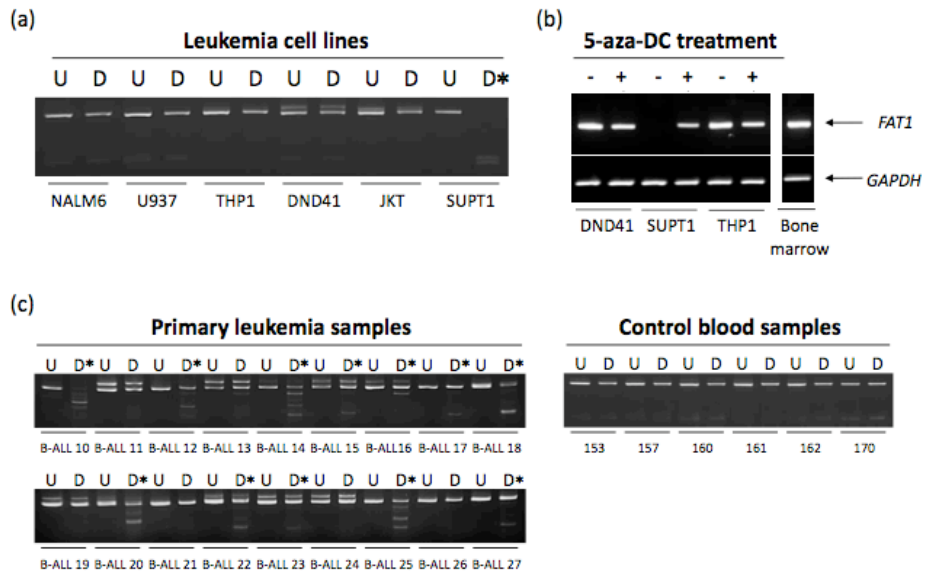 (a)
Leukemia cell lines
U D U D U D U D U D U D*
NALM6 U937 THP1 DND41 JKT SUPT1
(b)
5-aza-DC treatment
- + - + - +
FAT1
GAPDH
DND41 SUPT1 THP1 Bone
marrow
(c)
Primary leukemia samples
U D* U D U D* U D U D* U D* U D* U D* U D*
B-ALL 10 B-ALL 11 B-ALL 12 B-ALL 13 B-ALL 14 B-ALL 15 B-ALL16 B-ALL 17 B-ALL 18
U D U D* U D U D* U D* U D U D* U D U D*
B-ALL 19 B-ALL 20 B-ALL 21 B-ALL 22 B-ALL 23 B-ALL 24 B-ALL 25 B-ALL 26 B-ALL 27
Control blood samples
U D U D U D U D U D U D
153 157 160 161 162 170